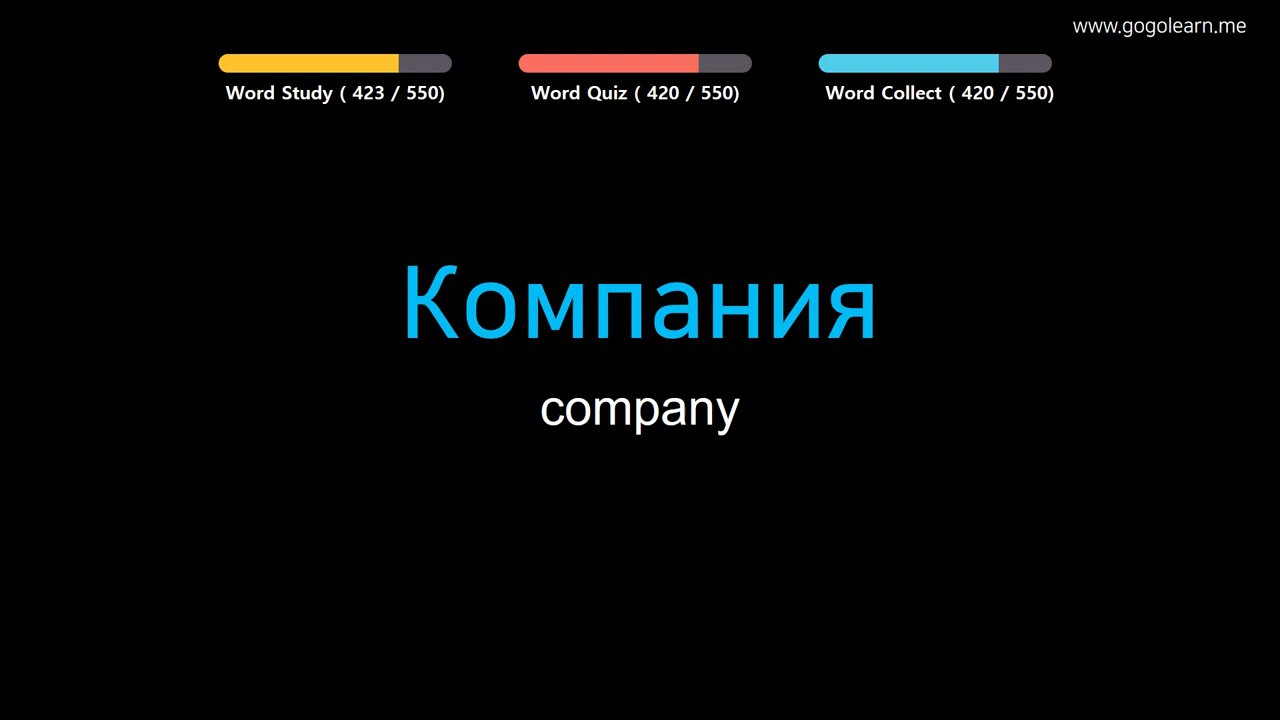 www.gogolearn.me
Word Study ( 423 / 550)
Word Quiz ( 420 / 550)
Word Collect ( 420 / 550)
Компания
company